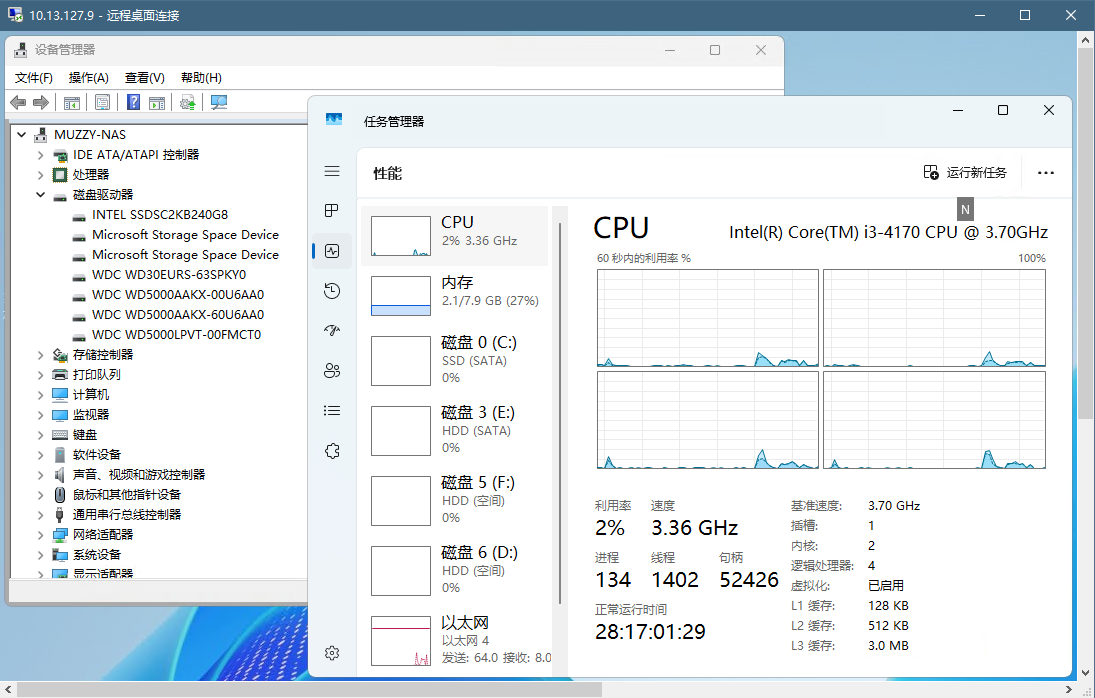 10.13.127.9 - 远程桌面连接
设备管理器
文件(F) 操作(A) 查看(V) 帮助(H)
MUZZY-NAS
IDE ATA/ATAPI 控制器
处理器
磁盘驱动器
INTEL SSDSC2KB240G8
Microsoft Storage Space Device
Microsoft Storage Space Device
WDC WD30EURS-63SPKY0
WDC WD5000AAKX-00U6AA0
WDC WD5000AAKX-60U6AA0
WDC WD5000LPVT-00FMCT0
存储控制器
打印队列
计算机
监视器
键盘
软件设备
声音、视频和游戏控制器
鼠标和其他指针设备
通用串行总线控制器
网络适配器
系统设备
显示适配器
任务管理器
性能
运行新任务
N
CPU
2% 3.36 GHz
内存
2.1/7.9 GB (27%)
磁盘 0 (C:)
SSD (SATA)
0%
磁盘 3 (E:)
HDD (SATA)
0%
磁盘 5 (F:)
HDD (空间)
0%
磁盘 6 (D:)
HDD (空间)
0%
以太网
以太网 4
发送: 64.0 接收: 8.0
CPU
Intel(R) Core(TM) i3-4170 CPU @ 3.70GHz
60 秒内的利用率 % 100%
利用率 速度
2% 3.36 GHz
进程 线程 句柄
134 1402 52426
正常运行时间
28:17:01:29
基准速度: 3.70 GHz
插槽: 1
内核: 2
逻辑处理器: 4
虚拟化: 已启用
L1 缓存: 128 KB
L2 缓存: 512 KB
L3 缓存: 3.0 MB